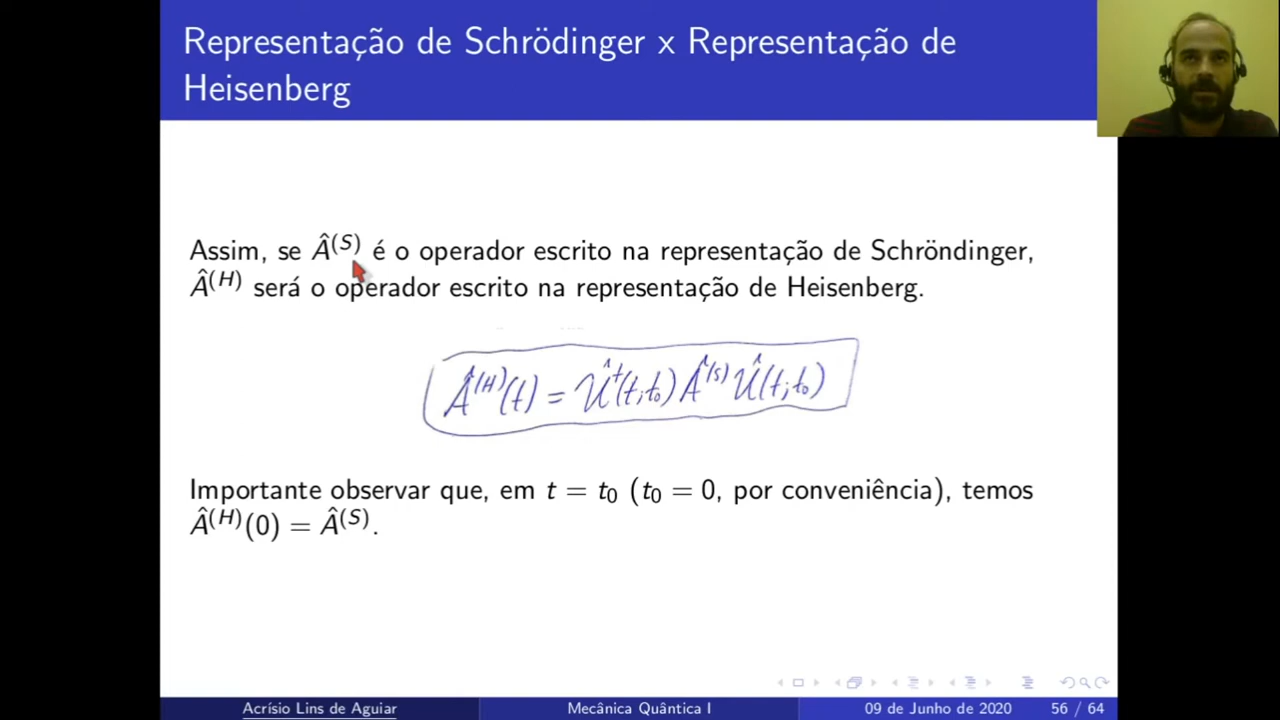 Representação de Schrödinger x Representação de
Heisenberg
Assim, se Â^(S) é o operador escrito na representação de Schröndinger,
Â^(H) será o operador escrito na representação de Heisenberg.
Â^(H)(t) = Û^†(t;t₀) Â^(S) Û(t;t₀)
Importante observar que, em t = t₀ (t₀ = 0, por conveniência), temos
Â^(H)(0) = Â^(S).
Acrísio Lins de Aguiar
Mecânica Quântica I
09 de Junho de 2020
56 / 64